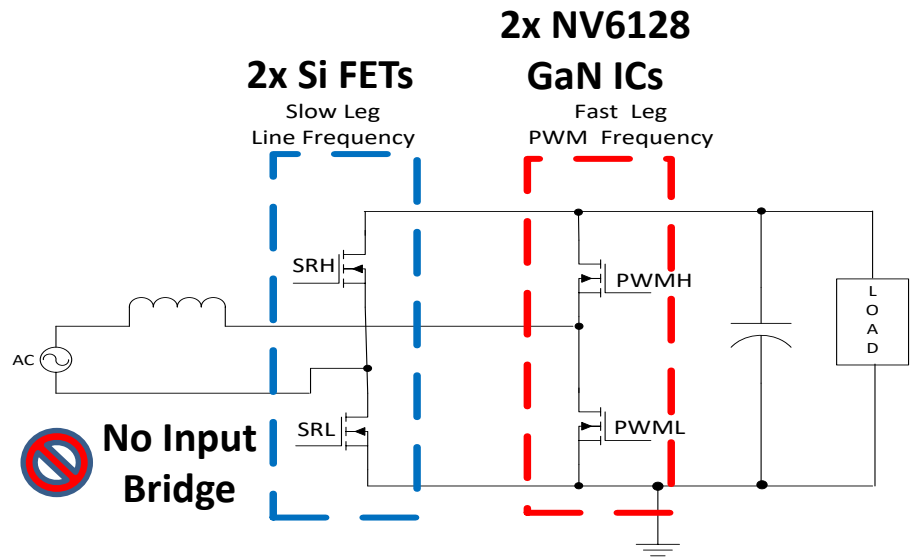 2x NV6128
GaN ICs
2x Si FETs
Slow Leg
Line Frequency
Fast Leg
PWM Frequency
SRH
PWMH
L
O
A
D
AC
SRL
PWML
No Input
Bridge